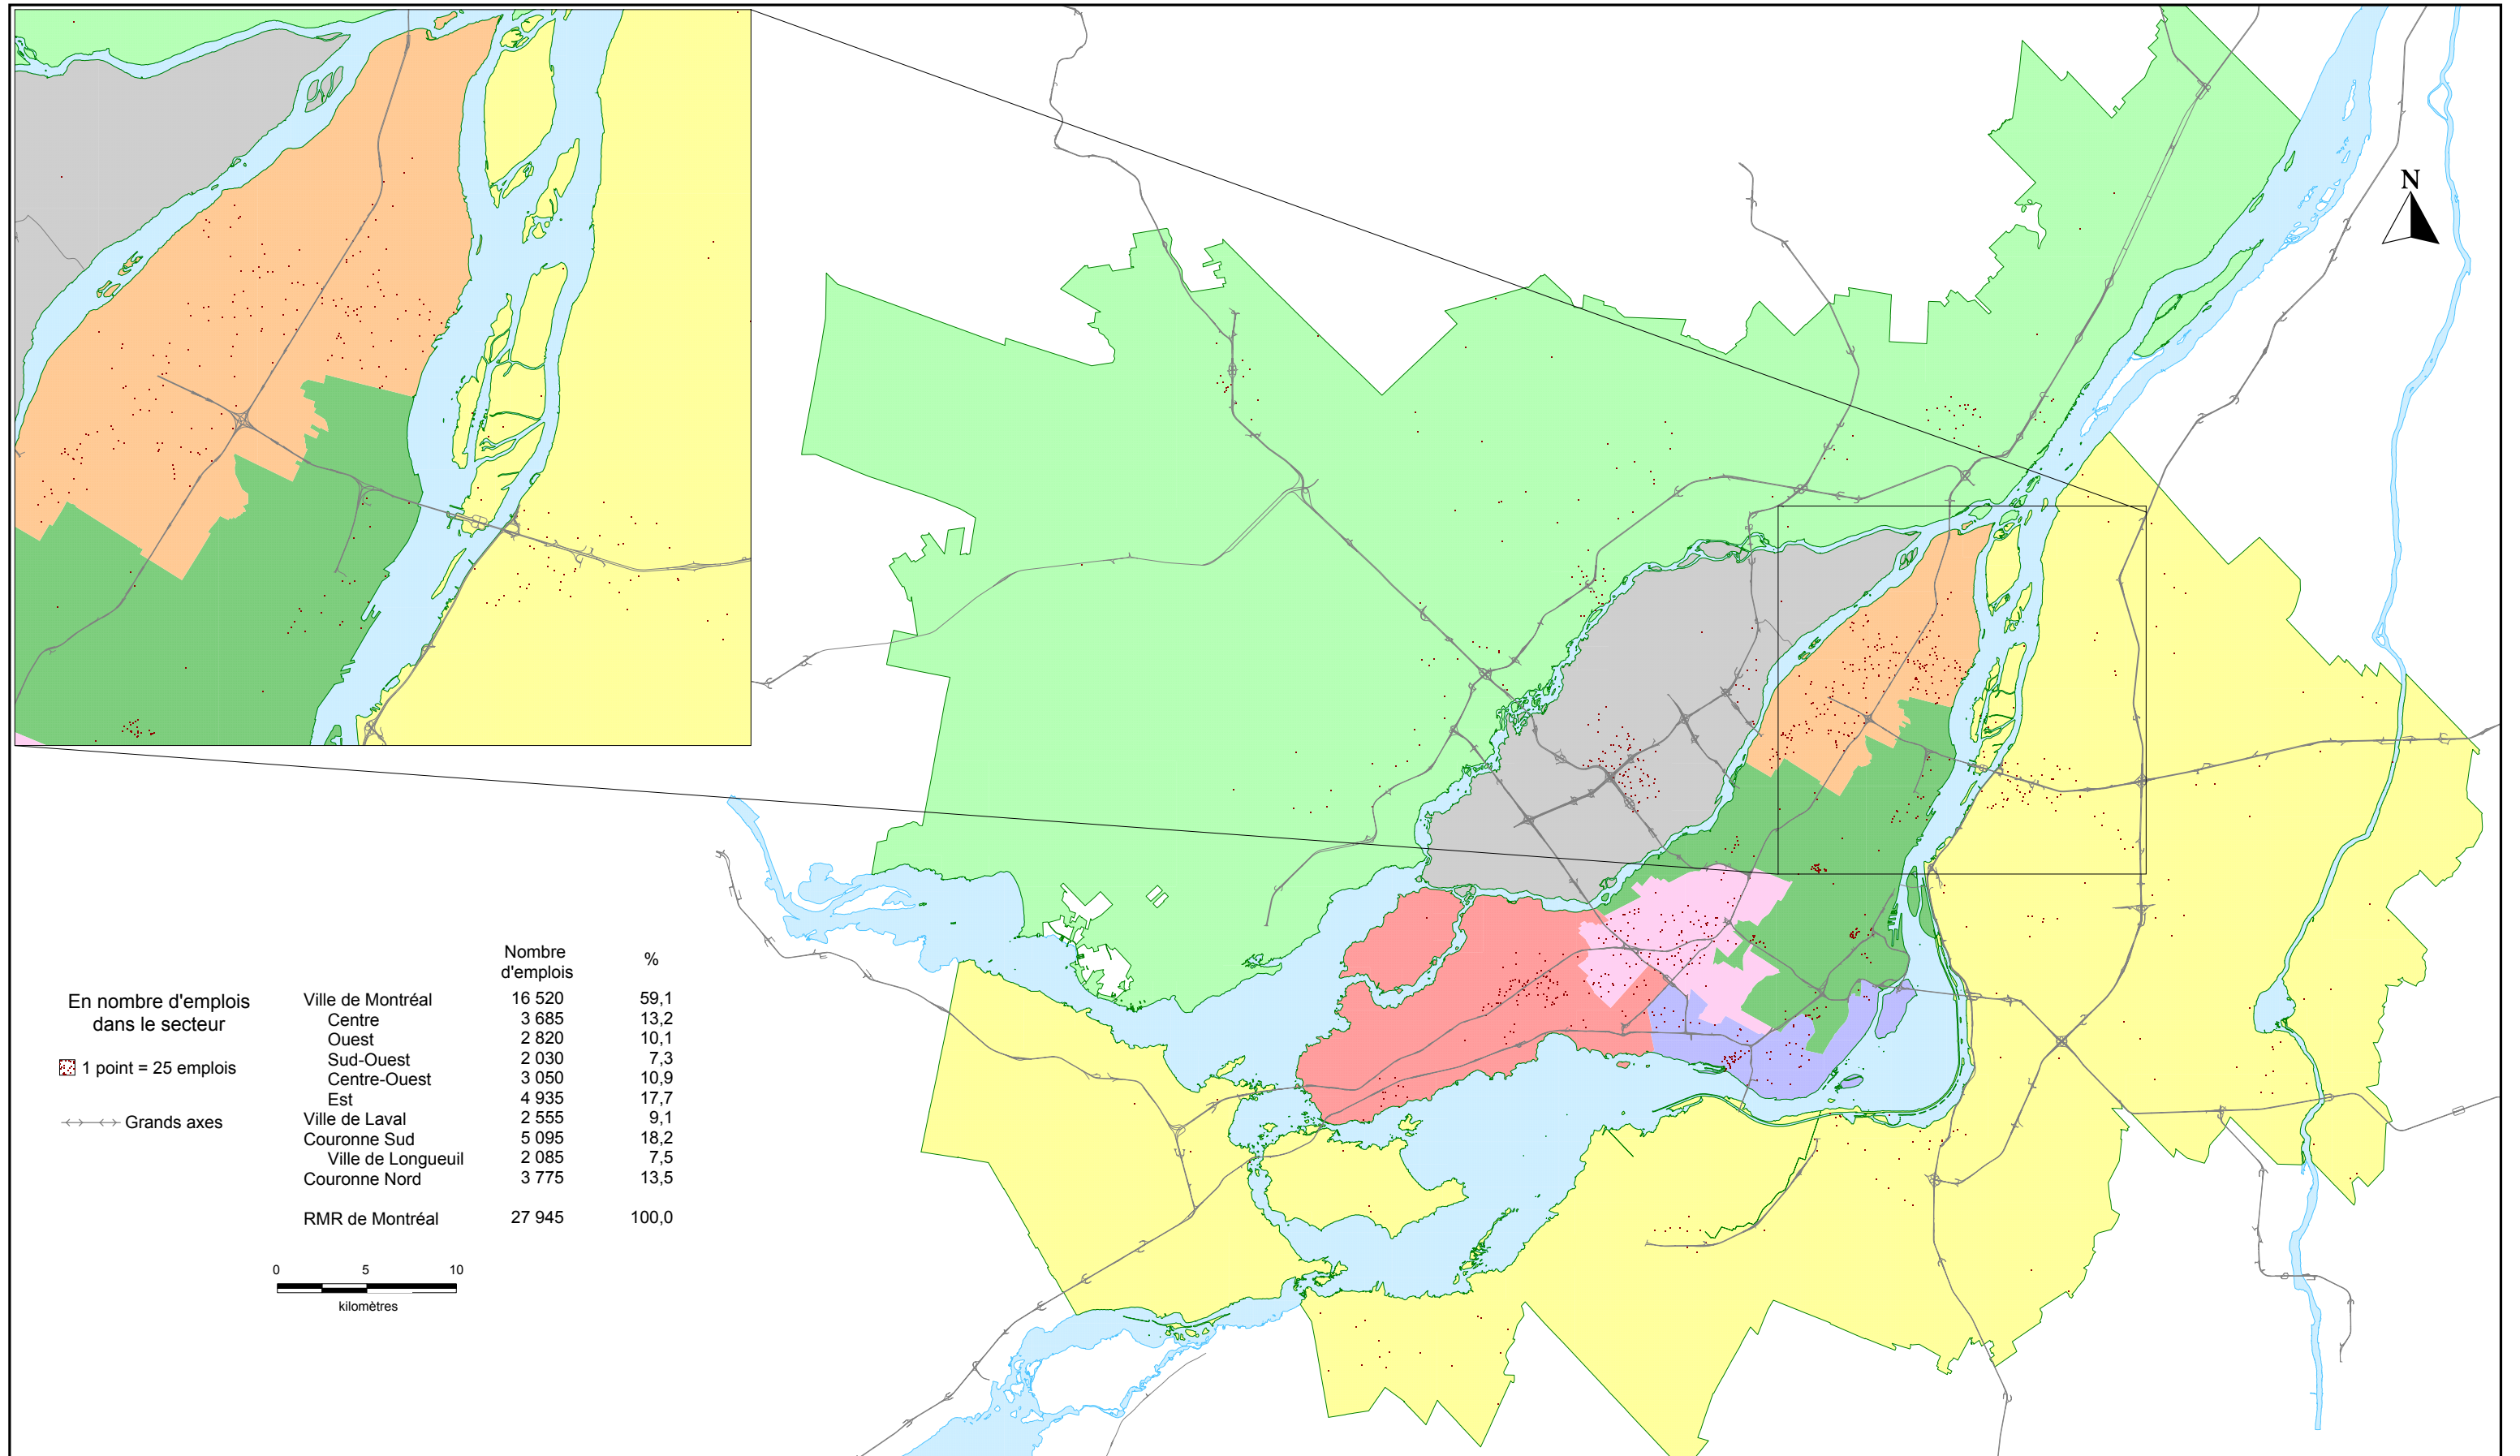 N
Nombre
d'emplois
%
En nombre d'emplois
dans le secteur
1 point = 25 emplois
Grands axes
Ville de Montréal 16 520 59,1
Centre 3 685 13,2
Ouest 2 820 10,1
Sud-Ouest 2 030 7,3
Centre-Ouest 3 050 10,9
Est 4 935 17,7
Ville de Laval 2 555 9,1
Couronne Sud 5 095 18,2
Ville de Longueuil 2 085 7,5
Couronne Nord 3 775 13,5
RMR de Montréal 27 945 100,0
0 5 10
kilomètres